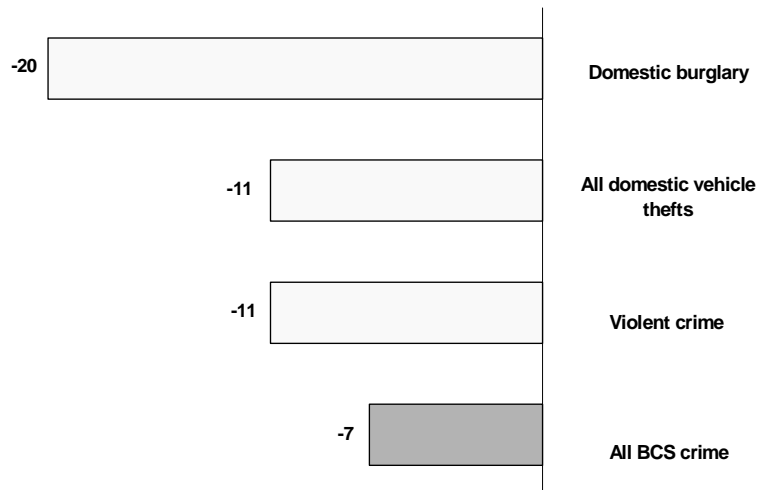 -20
Domestic burglary
-11
All domestic vehicle
thefts
-11
Violent crime
-7
All BCS crime